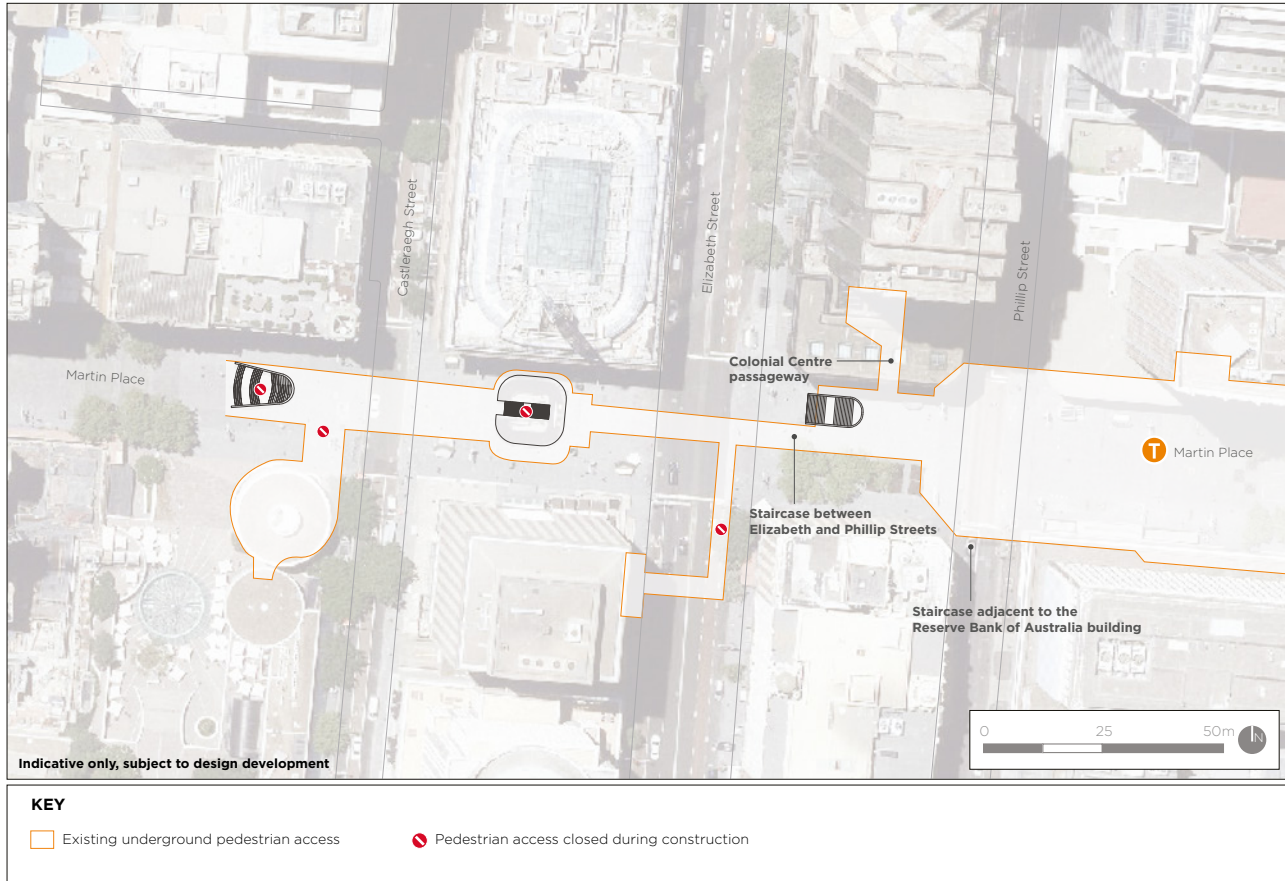 Castleraegh Street
Elizabeth Street
Phillip Street
Martin Place
Colonial Centre
passageway
T Martin Place
Staircase between
Elizabeth and Phillip Streets
Staircase adjacent to the
Reserve Bank of Australia building
0 25 50m
N
Indicative only, subject to design development
KEY
Existing underground pedestrian access
Pedestrian access closed during construction